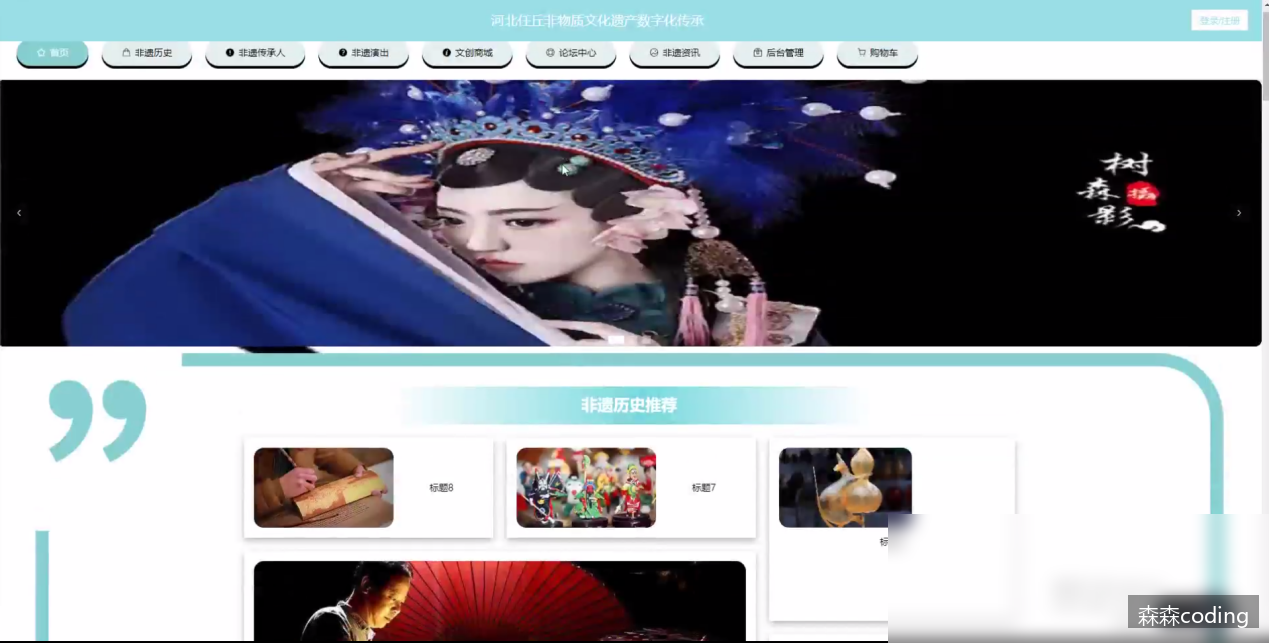 河北任丘非物质文化遗产数字化传承
登录/注册
首页
非遗历史
非遗传承人
非遗演出
文创商城
论坛中心
非遗资讯
后台管理
购物车
树
森
影
非遗历史推荐
标题8
标题7
标
森森coding